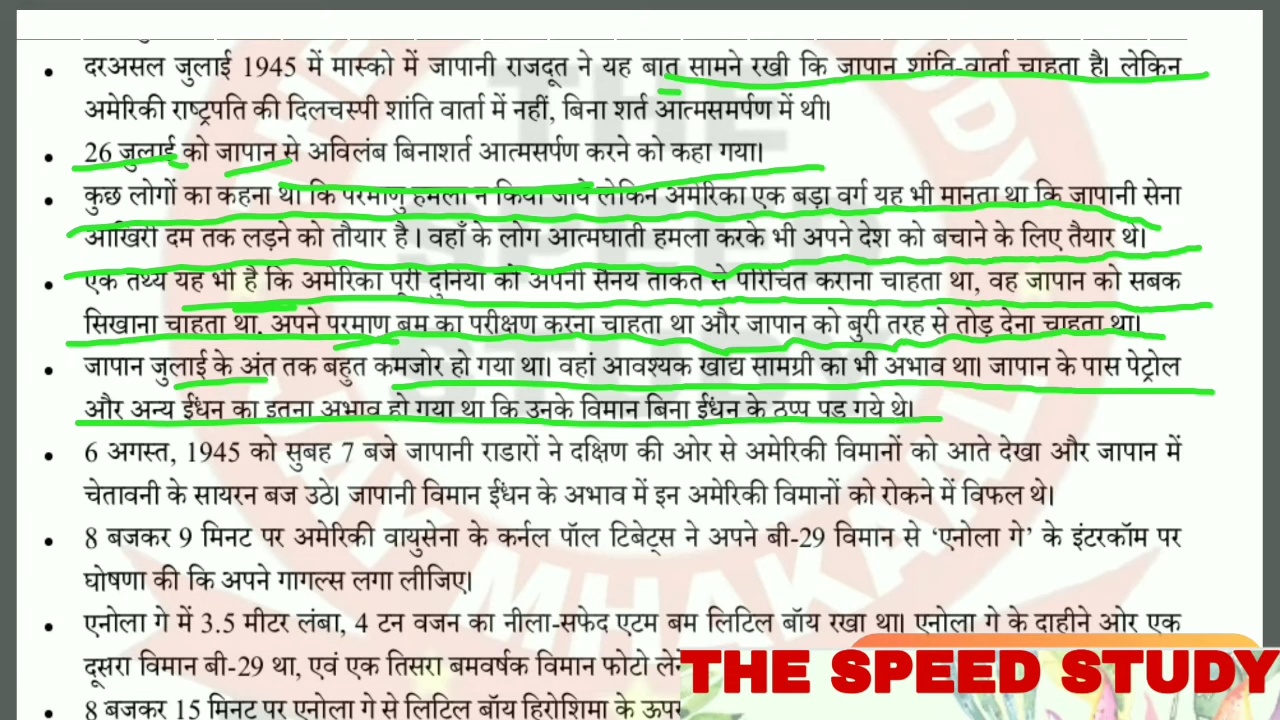 दरअसल जुलाई 1945 में मास्को में जापानी राजदूत ने यह बात सामने रखी कि जापान शांति-वार्ता चाहता है। लेकिन
अमेरिकी राष्ट्रपति की दिलचस्पी शांति वार्ता में नहीं, बिना शर्त आत्मसमर्पण में थी।
26 जुलाई को जापान से अविलंब बिनाशर्त आत्मसर्पण करने को कहा गया।
कुछ लोगों का कहना था कि परमाणु हमला न किया जाये लेकिन अमेरिका एक बड़ा वर्ग यह भी मानता था कि जापानी सेना
आखिरी दम तक लड़ने को तौयार है। वहाँ के लोग आत्मघाती हमला करके भी अपने देश को बचाने के लिए तैयार थे।
एक तथ्य यह भी है कि अमेरिका पूरी दुनिया को अपनी सैनय ताकत से परिचित कराना चाहता था, वह जापान को सबक
सिखाना चाहता था, अपने परमाणु बम का परीक्षण करना चाहता था और जापान को बुरी तरह से तोड़ देना चाहता था।
जापान जुलाई के अंत तक बहुत कमजोर हो गया था। वहां आवश्यक खाद्य सामग्री का भी अभाव था। जापान के पास पेट्रोल
और अन्य ईंधन का इतना अभाव हो गया था कि उनके विमान बिना ईंधन के ठप्प पड़ गये थे।
6 अगस्त, 1945 को सुबह 7 बजे जापानी राडारों ने दक्षिण की ओर से अमेरिकी विमानों को आते देखा और जापान में
चेतावनी के सायरन बज उठे। जापानी विमान ईंधन के अभाव में इन अमेरिकी विमानों को रोकने में विफल थे।
8 बजकर 9 मिनट पर अमेरिकी वायुसेना के कर्नल पॉल टिबेट्स ने अपने बी-29 विमान से ‘एनोला गे’ के इंटरकॉम पर
घोषणा की कि अपने गागल्स लगा लीजिए।
एनोला गे में 3.5 मीटर लंबा, 4 टन वजन का नीला-सफेद एटम बम लिटिल बॉय रखा था। एनोला गे के दाहीने ओर एक
दूसरा विमान बी-29 था, एवं एक तिसरा बमवर्षक विमान फोटो
8 बजकर 15 मिनट पर एनोला गे से लिटिल बॉय हिरोशिमा के
THE SPEED STUDY
THE
SPEED
STUDY
JAY MHAKAL